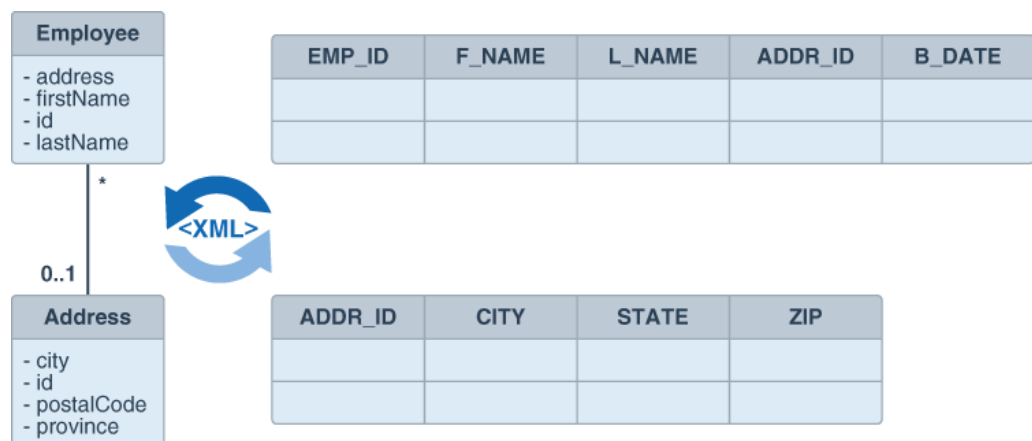 Employee
- address
- firstName
- id
- lastName
EMP_ID F_NAME L_NAME ADDR_ID B_DATE
*
<XML>
0..1
Address
- city
- id
- postalCode
- province
ADDR_ID CITY STATE ZIP